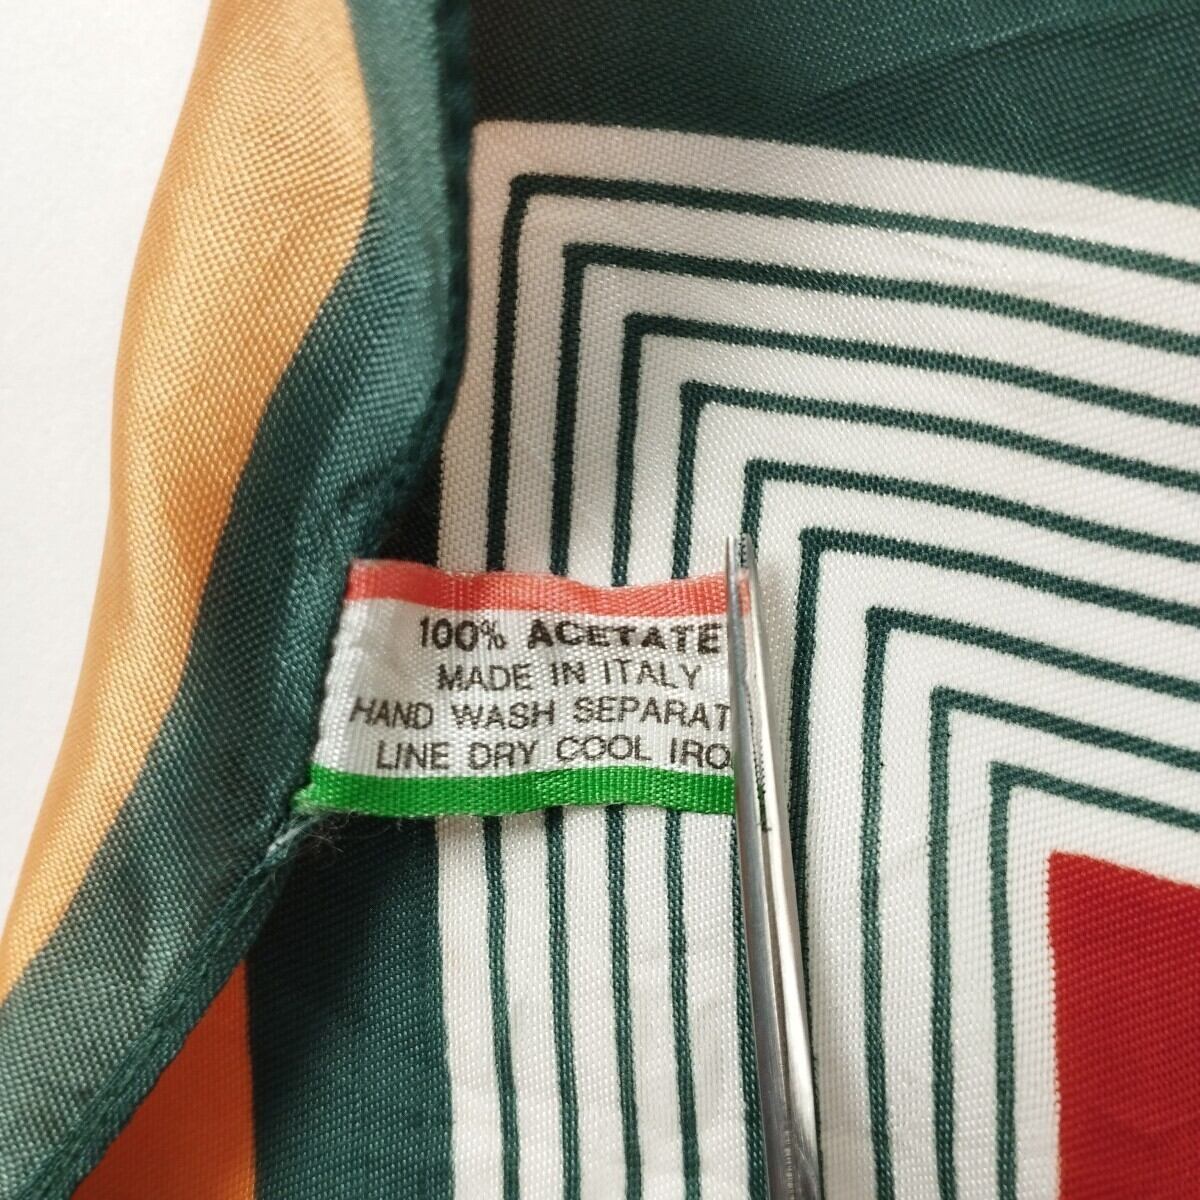 100% ACETATE
MADE IN ITALY
HAND WASH SEPARAT
LINE DRY COOL IRO